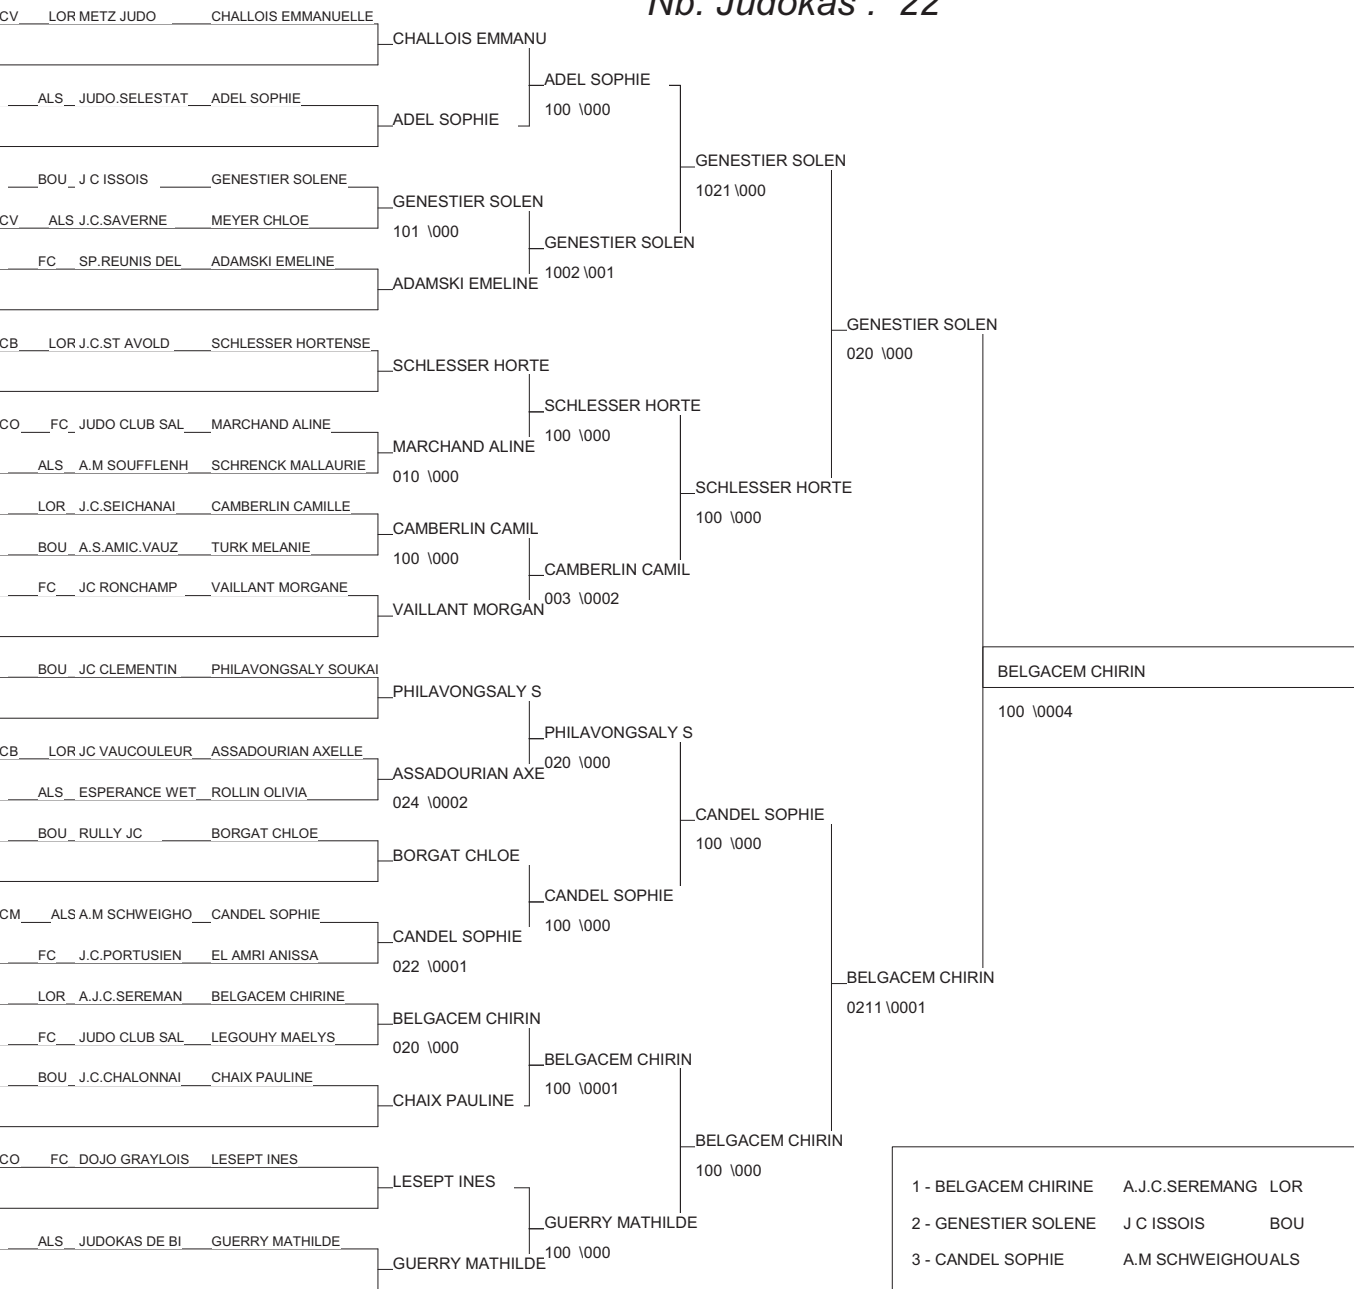 Nb. Judokas : 22
CV LOR METZ JUDO CHALLOIS EMMANUELLE
CHALLOIS EMMANU
ADEL SOPHIE
100 \000
ALS JUDO.SELESTAT ADEL SOPHIE
ADEL SOPHIE
GENESTIER SOLEN
1021 \000
BOU J C ISSOIS GENESTIER SOLENE
GENESTIER SOLEN
101 \000
CV ALS J.C.SAVERNE MEYER CHLOE
GENESTIER SOLEN
1002 \001
FC SP.REUNIS DEL ADAMSKI EMELINE
ADAMSKI EMELINE
GENESTIER SOLEN
020 \000
CB LOR J.C.ST AVOLD SCHLESSER HORTENSE
SCHLESSER HORTE
SCHLESSER HORTE
100 \000
CO FC JUDO CLUB SAL MARCHAND ALINE
MARCHAND ALINE
010 \000
ALS A.M SOUFFLENH SCHRENCK MALLAURIE
SCHLESSER HORTE
100 \000
LOR J.C.SEICHANAI CAMBERLIN CAMILLE
CAMBERLIN CAMIL
100 \000
BOU A.S.AMIC.VAUZ TURK MELANIE
CAMBERLIN CAMIL
003 \0002
FC JC RONCHAMP VAILLANT MORGANE
VAILLANT MORGAN
BOU JC CLEMENTIN PHILAVONGSALY SOUKAI
BELGACEM CHIRIN
100 \0004
PHILAVONGSALY S
PHILAVONGSALY S
020 \000
CB LOR JC VAUCOULEUR ASSADOURIAN AXELLE
ASSADOURIAN AXE
024 \0002
ALS ESPERANCE WET ROLLIN OLIVIA
CANDEL SOPHIE
100 \000
BOU RULLY JC BORGAT CHLOE
BORGAT CHLOE
CANDEL SOPHIE
100 \000
CM ALS A.M SCHWEIGHO CANDEL SOPHIE
CANDEL SOPHIE
022 \0001
FC J.C.PORTUSIEN EL AMRI ANISSA
BELGACEM CHIRIN
0211 \0001
LOR A.J.C.SEREMAN BELGACEM CHIRINE
BELGACEM CHIRIN
020 \000
FC JUDO CLUB SAL LEGOUHY MAELYS
BELGACEM CHIRIN
100 \0001
BOU J.C.CHALONNAI CHAIX PAULINE
CHAIX PAULINE
BELGACEM CHIRIN
100 \000
CO FC DOJO GRAYLOIS LESEPT INES
LESEPT INES
GUERRY MATHILDE
100 \000
ALS JUDOKAS DE BI GUERRY MATHILDE
GUERRY MATHILDE
1 - BELGACEM CHIRINE A.J.C.SEREMANG LOR
2 - GENESTIER SOLENE J C ISSOIS BOU
3 - CANDEL SOPHIE A.M SCHWEIGHOUALS